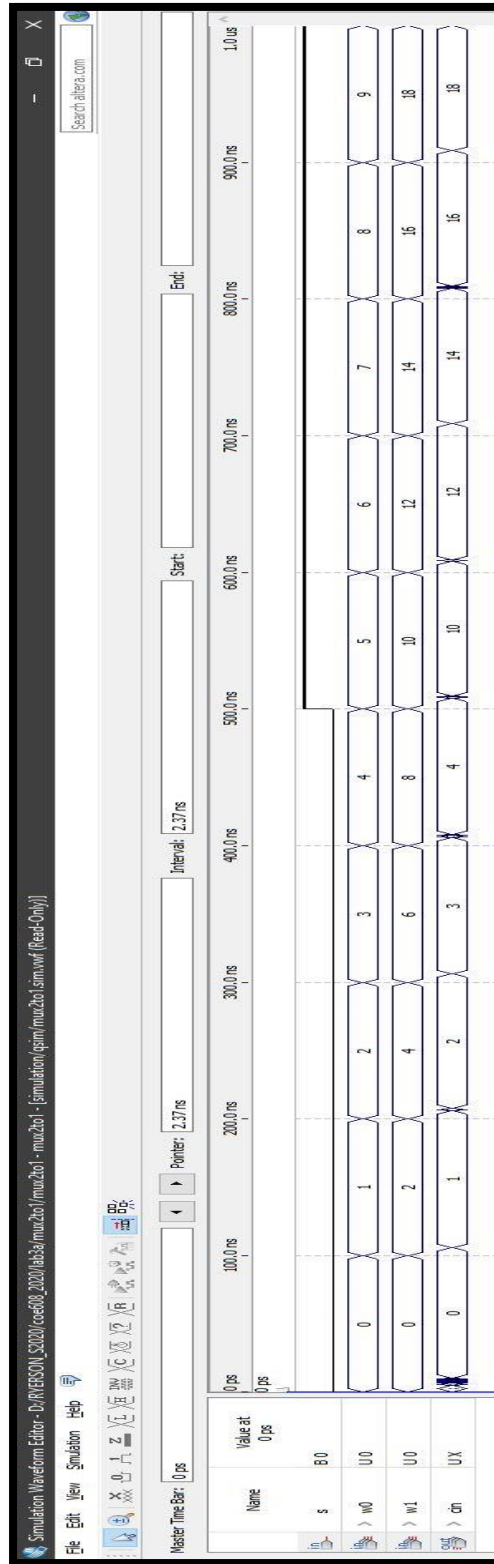 Simulation Waveform Editor - D:/RYERSON_S2020/coe608_2020/lab3a/mux2to1/mux2to1 - mux2to1 - [simulation/qsim/mux2to1.sim.vwf (Read-Only)]
File Edit View Simulation Help
Search altera.com
Master Time Bar: 0 ps
Pointer: 2.37 ns
Interval: 2.37 ns
Start:
End:
Name
Value at
0 ps
0 ps 100.0 ns 200.0 ns 300.0 ns 400.0 ns 500.0 ns 600.0 ns 700.0 ns 800.0 ns 900.0 ns 1.0 us
0 ps
in s B 0
in > w0 U 0 0 1 2 3 4 5 6 7 8 9
in > w1 U 0 0 2 4 6 8 10 12 14 16 18
out > cin U X 0 1 2 3 4 10 12 14 16 18